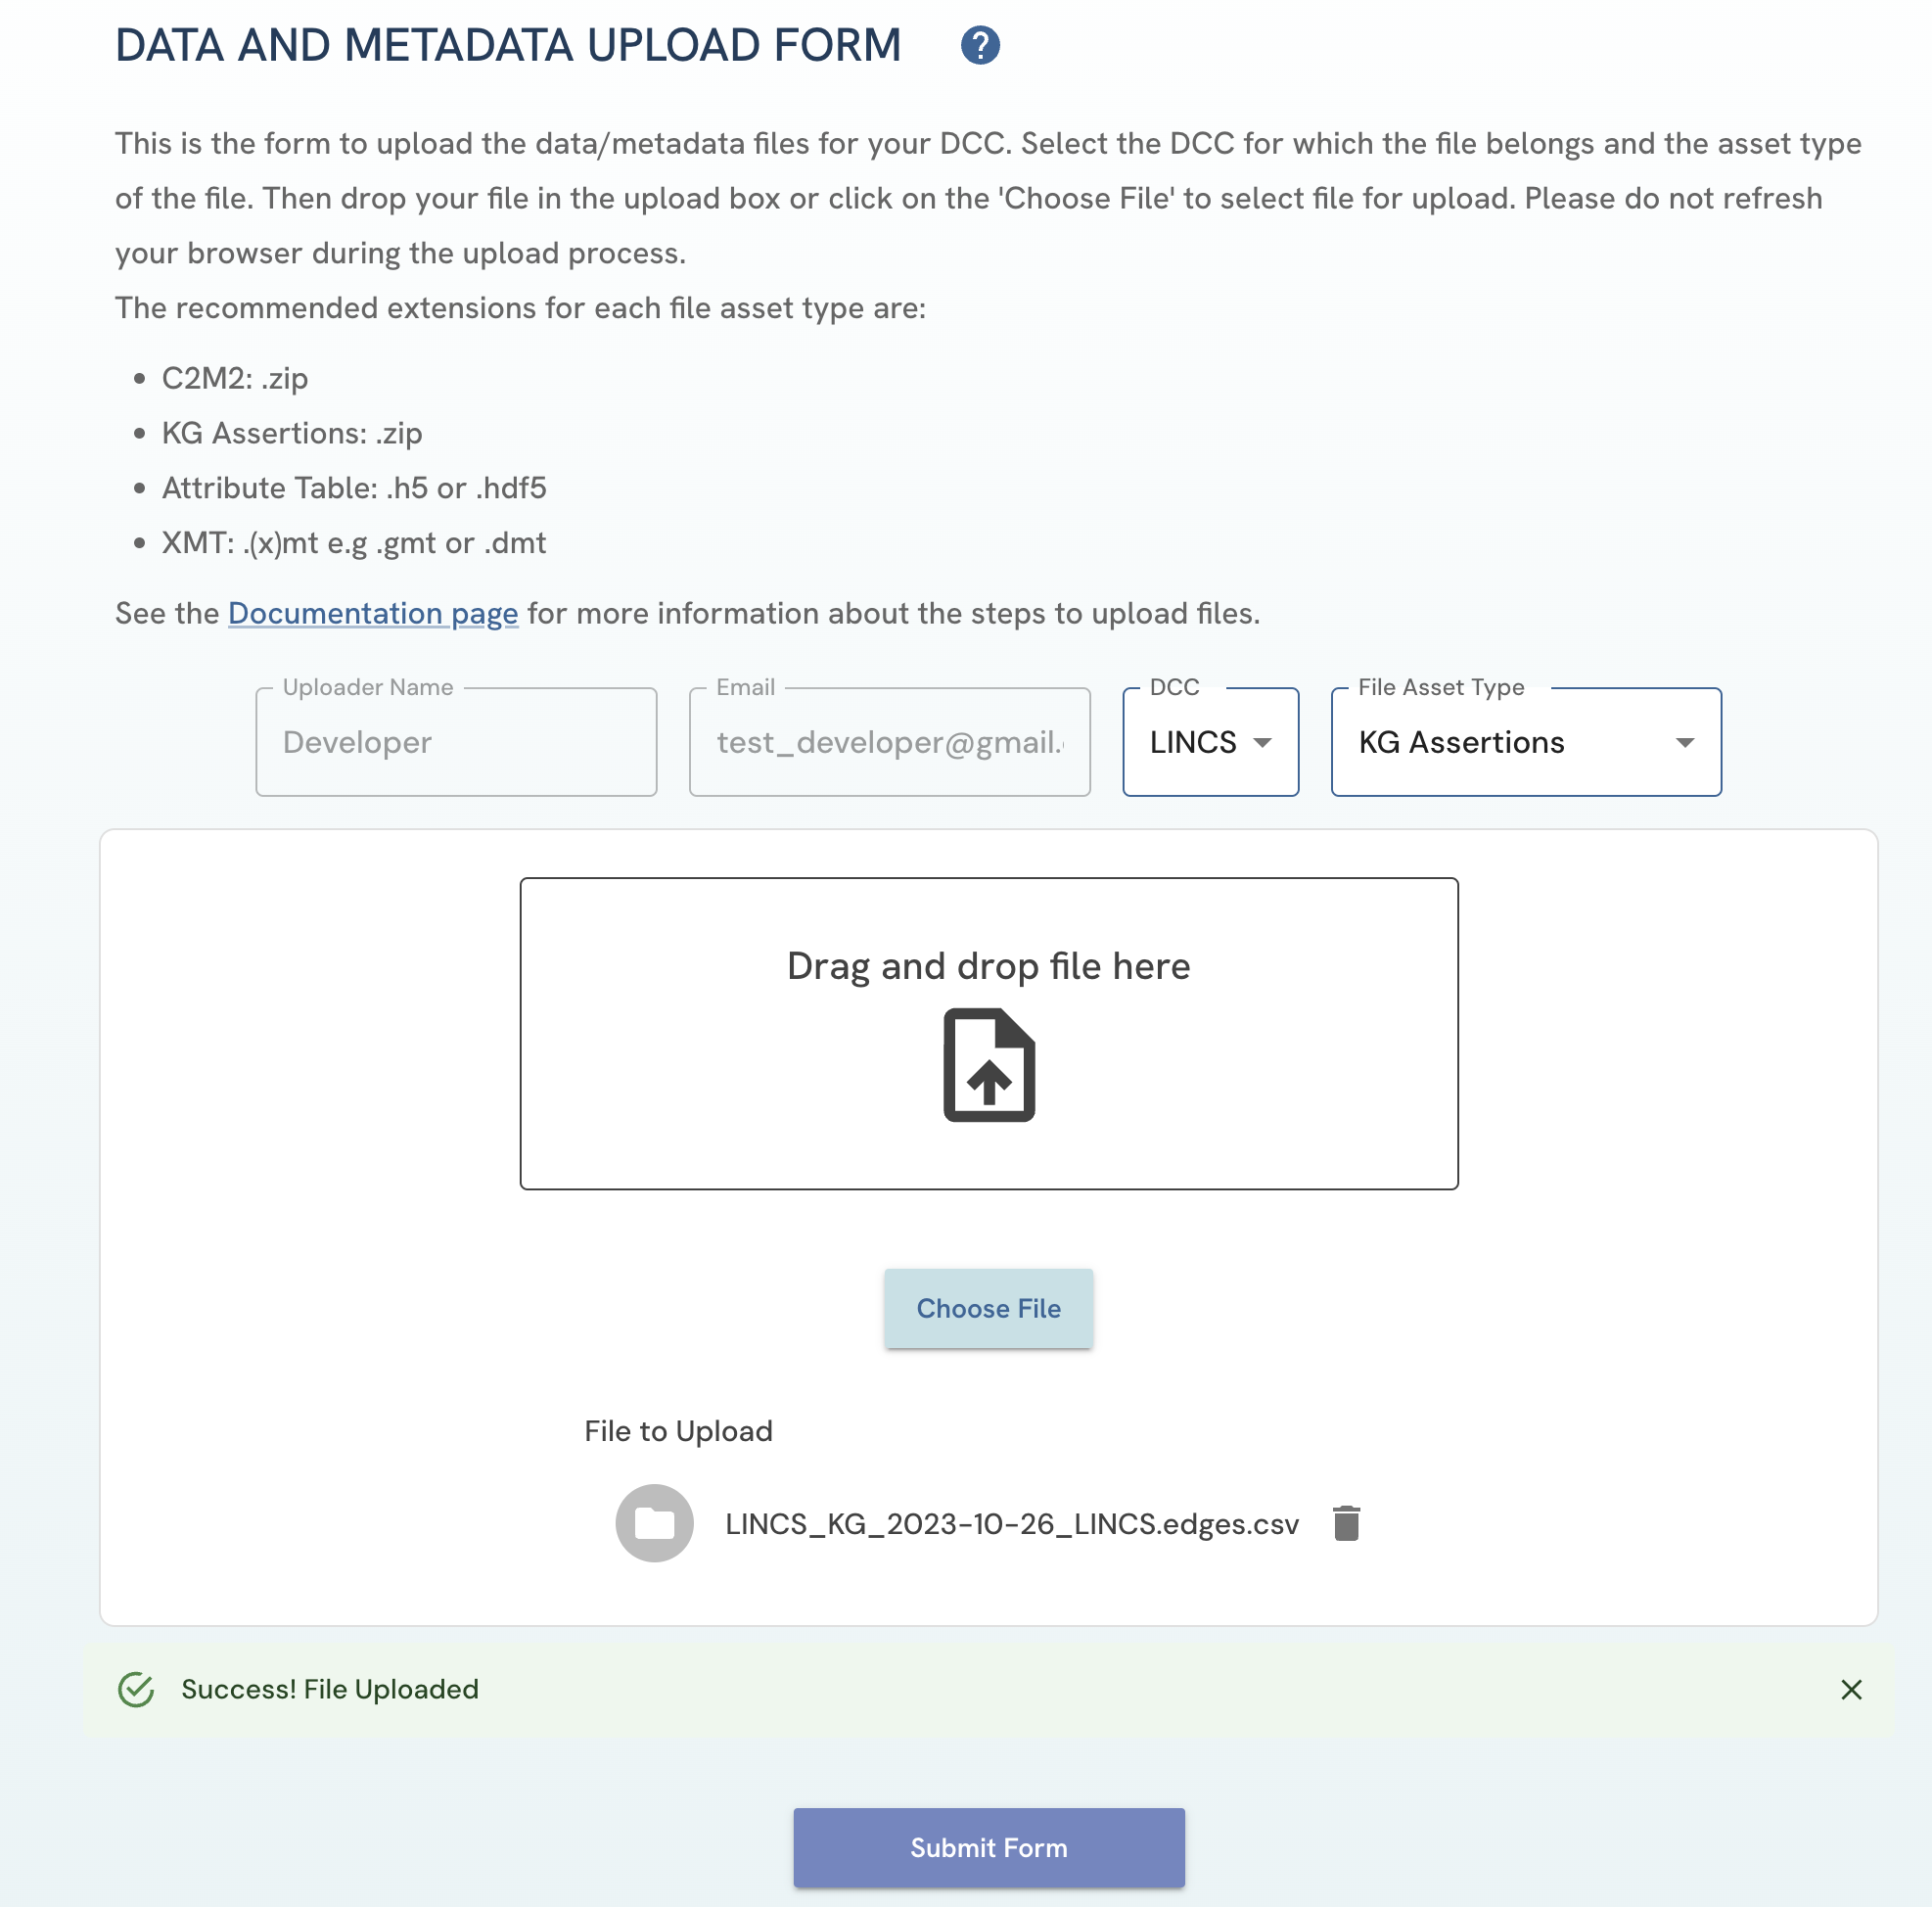 DATA AND METADATA UPLOAD FORM ?
This is the form to upload the data/metadata files for your DCC. Select the DCC for which the file belongs and the asset type
of the file. Then drop your file in the upload box or click on the 'Choose File' to select file for upload. Please do not refresh
your browser during the upload process.
The recommended extensions for each file asset type are:
• C2M2: .zip
• KG Assertions: .zip
• Attribute Table: .h5 or .hdf5
• XMT: .(x)mt e.g .gmt or .dmt
See the Documentation page for more information about the steps to upload files.
Uploader Name
Developer
Email
test_developer@gmail.
DCC
LINCS
File Asset Type
KG Assertions
Drag and drop file here
Choose File
File to Upload
LINCS_KG_2023-10-26_LINCS.edges.csv
Success! File Uploaded
Submit Form